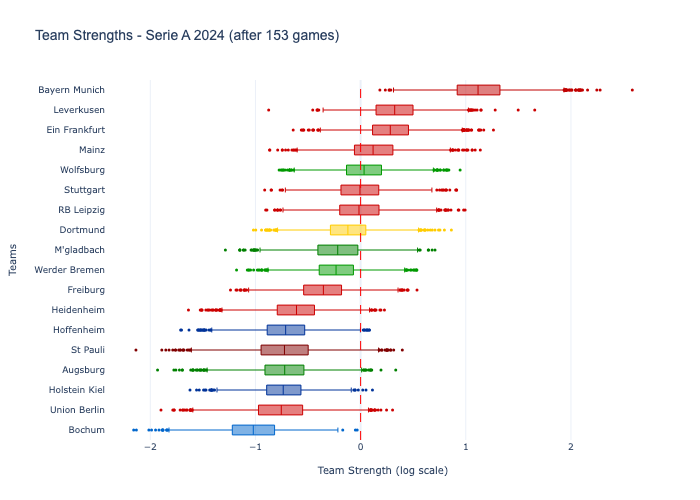 Team Strengths - Serie A 2024 (after 153 games)
Bayern Munich
Leverkusen
Ein Frankfurt
Mainz
Wolfsburg
Stuttgart
RB Leipzig
Dortmund
M'gladbach
Werder Bremen
Freiburg
Heidenheim
Hoffenheim
St Pauli
Augsburg
Holstein Kiel
Union Berlin
Bochum
Teams
−2 −1 0 1 2
Team Strength (log scale)